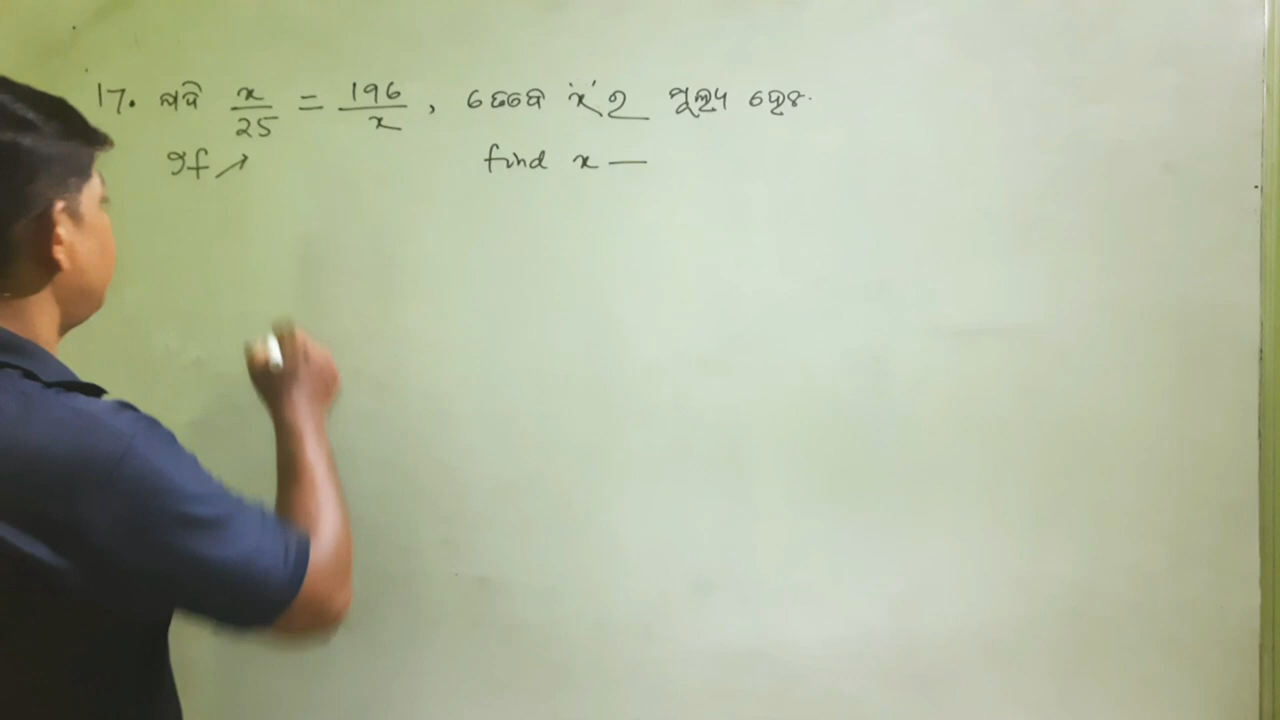 17. ଯଦି x/25 = 196/x, ତେବେ 'x' ର ମୂଲ୍ୟ ହେବ.
If ↗ find x —